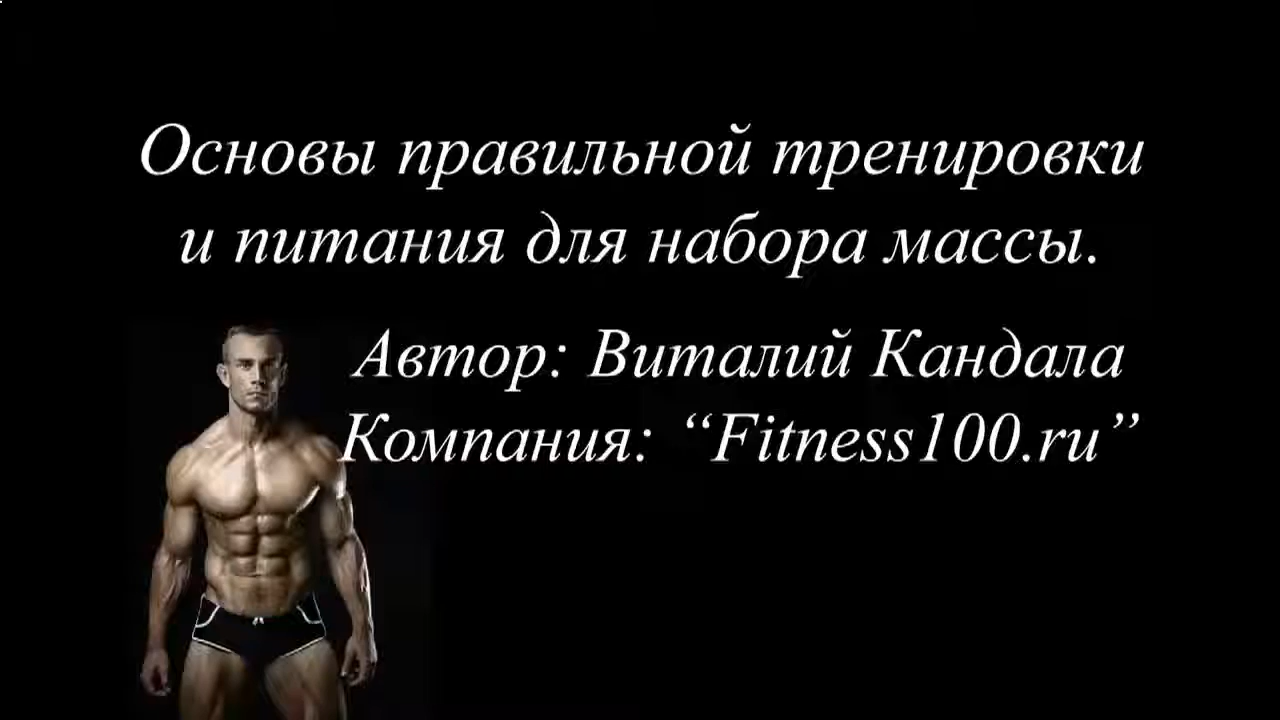 Основы правильной тренировки
и питания для набора массы.
Автор: Виталий Кандала
Компания: “Fitness100.ru”